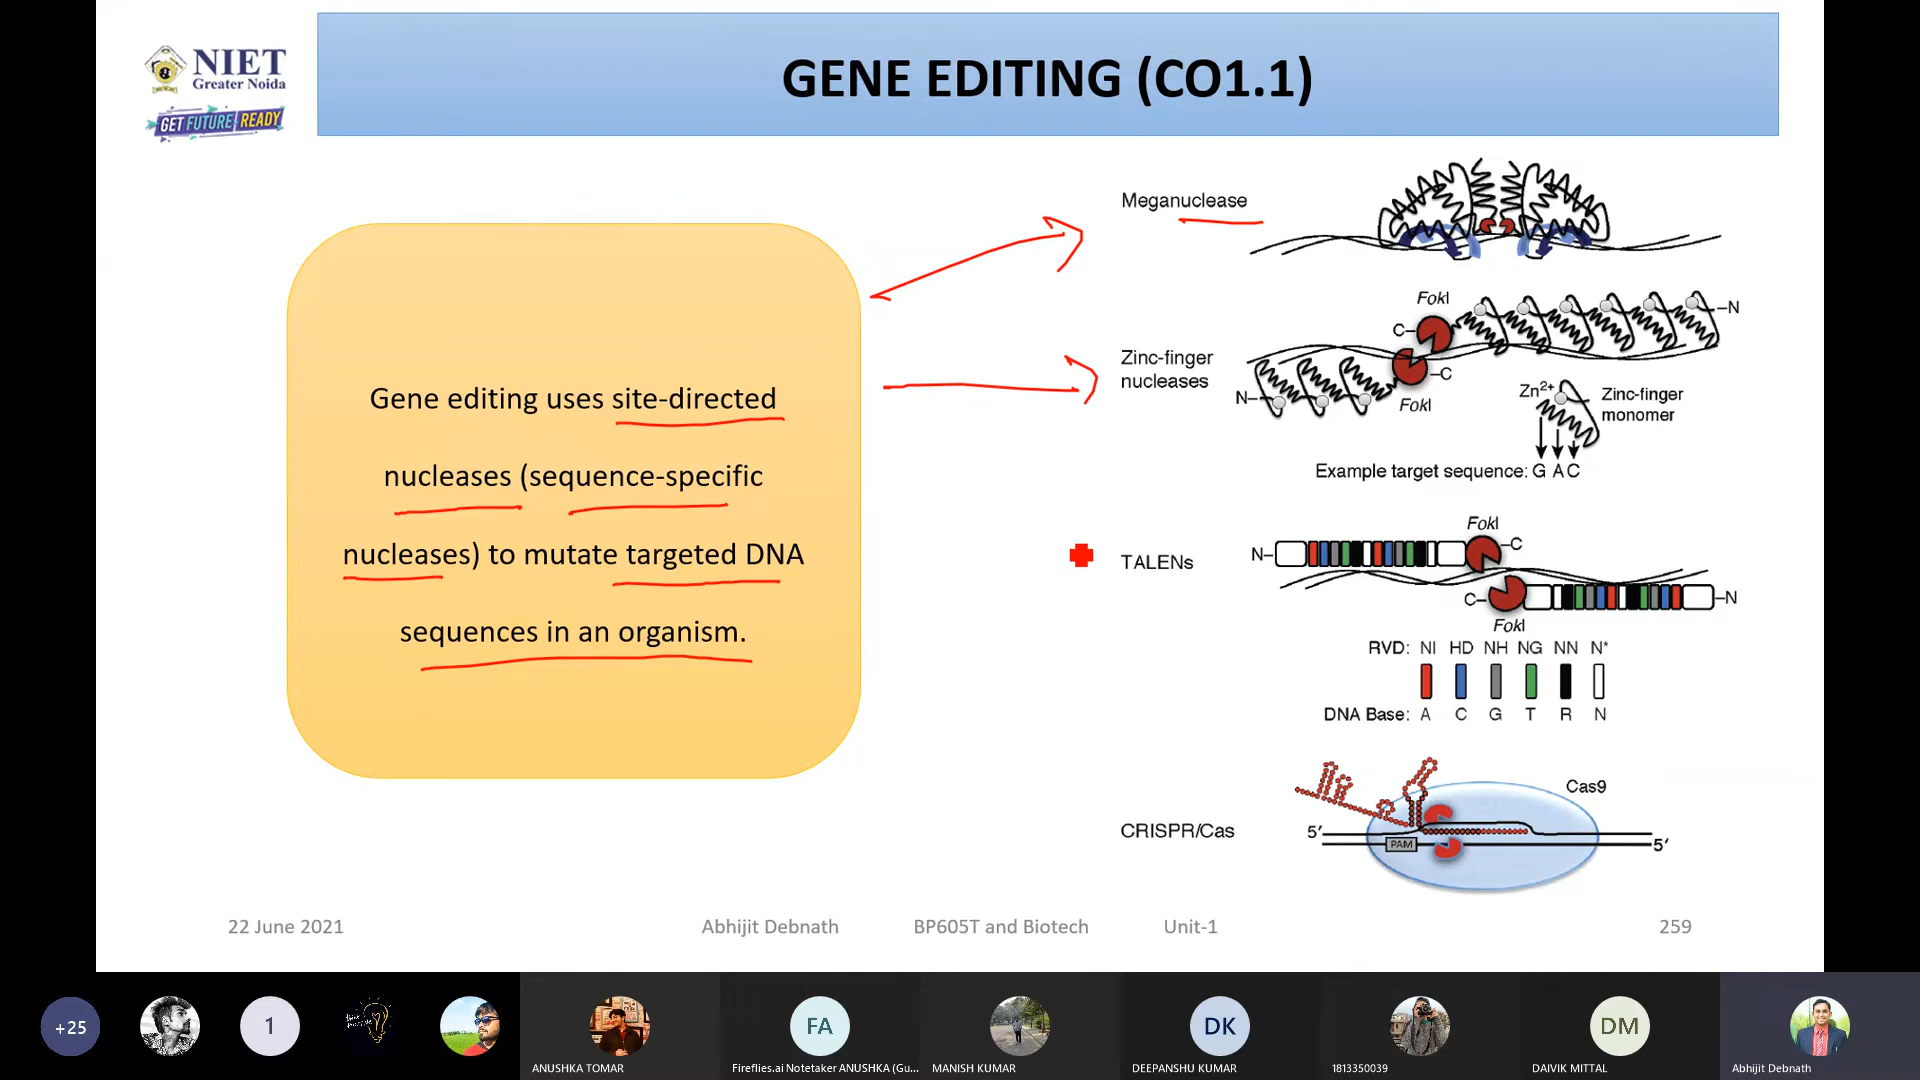 NIET
Greater Noida
GET FUTURE READY
GENE EDITING (CO1.1)
Gene editing uses site-directed
nucleases (sequence-specific
nucleases) to mutate targeted DNA
sequences in an organism.
Meganuclease
Zinc-finger
nucleases
FokI
C–
–N
N–
–C
FokI
Zn2+
Zinc-finger
monomer
Example target sequence: G A C
TALENs
FokI
N–
–C
C–
–N
FokI
RVD: NI HD NH NG NN N*
DNA Base: A C G T R N
CRISPR/Cas
Cas9
5′
PAM
5′
22 June 2021
Abhijit Debnath
BP605T and Biotech
Unit-1
259
+25
1
FA
DK
DM
ANUSHKA TOMAR
Fireflies.ai Notetaker ANUSHKA (Gu...
MANISH KUMAR
DEEPANSHU KUMAR
1813350039
DAIVIK MITTAL
Abhijit Debnath